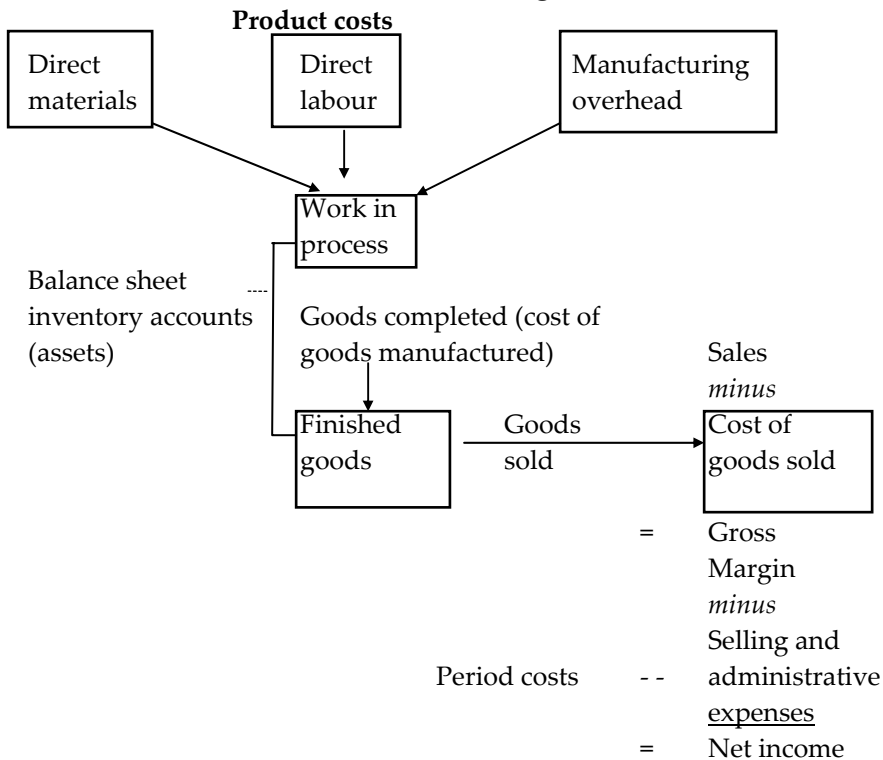 Product costs
Direct
materials
Direct
labour
Manufacturing
overhead
Work in
process
Balance sheet
inventory accounts
(assets)
Goods completed (cost of
goods manufactured)
Finished
goods
Goods
sold
Sales
minus
Cost of
goods sold
= Gross
Margin
minus
Selling and
Period costs - - administrative
expenses
= Net income